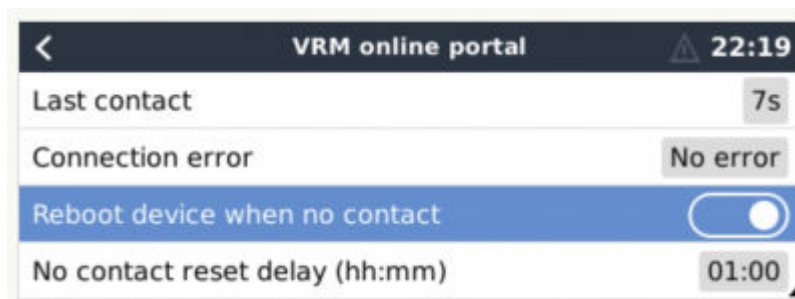 VRM online portal 22:19
Last contact 7s
Connection error No error
Reboot device when no contact
No contact reset delay (hh:mm) 01:00